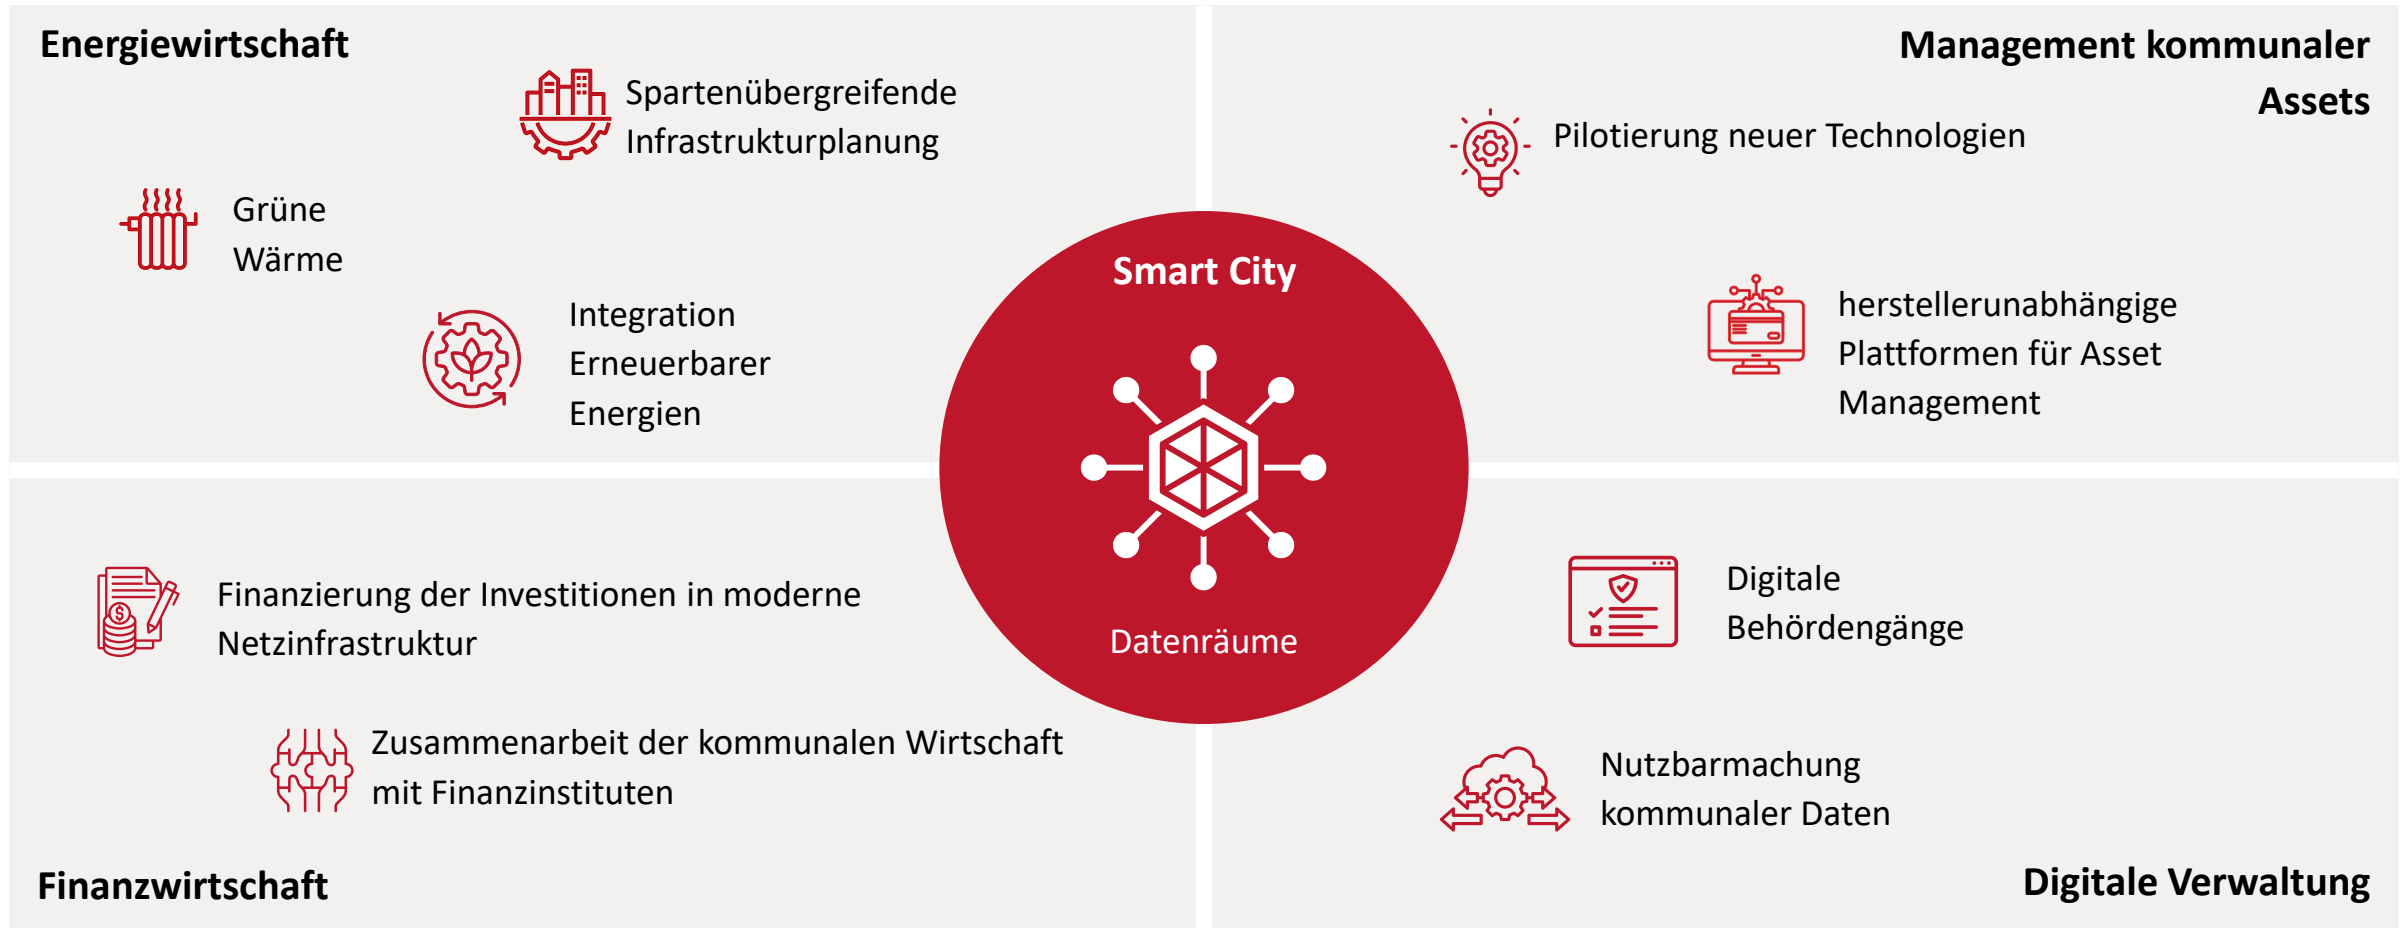 Energiewirtschaft
Spartenübergreifende
Infrastrukturplanung
Grüne
Wärme
Integration
Erneuerbarer
Energien
Management kommunaler
Assets
Pilotierung neuer Technologien
herstellerunabhängige
Plattformen für Asset
Management
Smart City
Datenräume
Finanzierung der Investitionen in moderne
Netzinfrastruktur
Zusammenarbeit der kommunalen Wirtschaft
mit Finanzinstituten
Finanzwirtschaft
Digitale
Behördengänge
Nutzbarmachung
kommunaler Daten
Digitale Verwaltung